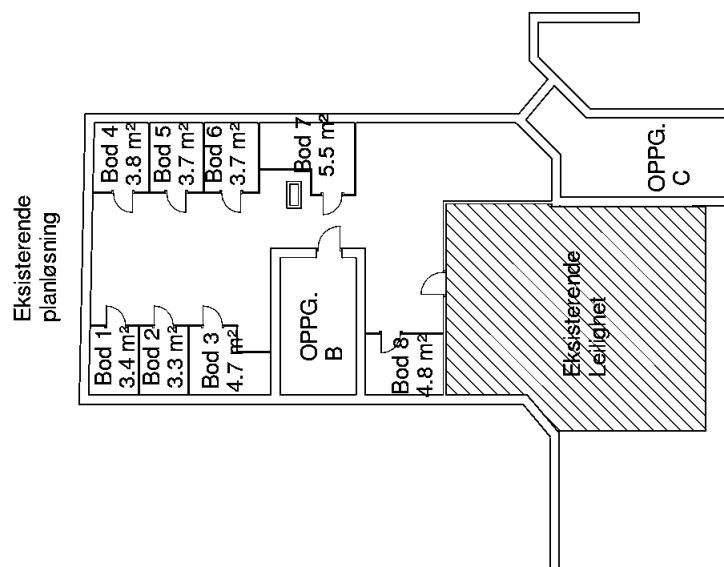 Eksisterende
planløsning
Bod 4
3.8 m²
Bod 5
3.7 m²
Bod 6
3.7 m²
Bod 7
5.5 m²
Bod 1
3.4 m²
Bod 2
3.3 m²
Bod 3
4.7 m²
OPPG.
B
Bod 8
4.8 m²
Eksisterende
Leilighet
OPPG.
C